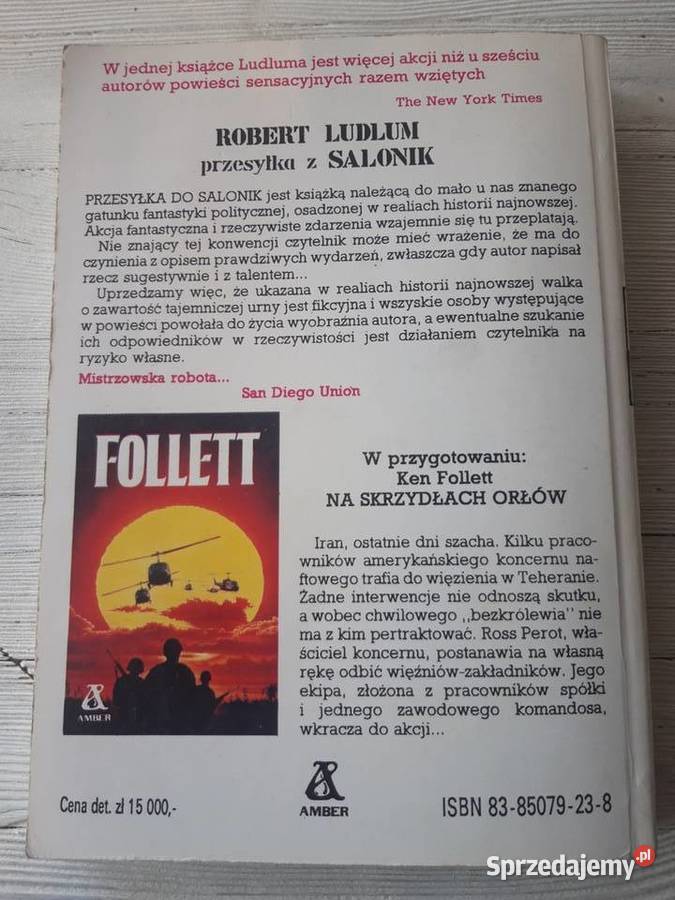 W jednej książce Ludluma jest więcej akcji niż u sześciu
autorów powieści sensacyjnych razem wziętych
The New York Times
ROBERT LUDLUM
przesyłka z SALONIK
PRZESYŁKA DO SALONIK jest książką należącą do mało u nas znanego
gatunku fantastyki politycznej, osadzonej w realiach historii najnowszej.
Akcja fantastyczna i rzeczywiste zdarzenia wzajemnie się tu przeplatają.
Nie znający tej konwencji czytelnik może mieć wrażenie, że ma do
czynienia z opisem prawdziwych wydarzeń, zwłaszcza gdy autor napisał
rzecz sugestywnie i z talentem...
Uprzedzamy więc, że ukazana w realiach historii najnowszej walka
o zawartość tajemniczej urny jest fikcyjna i wszyskie osoby występujące
w powieści powołała do życia wyobraźnia autora, a ewentualne szukanie
ich odpowiedników w rzeczywistości jest działaniem czytelnika na
ryzyko własne.
Mistrzowska robota...
San Diego Union
FOLLETT
AMBER
W przygotowaniu:
Ken Follett
NA SKRZYDŁACH ORŁÓW
Iran, ostatnie dni szacha. Kilku praco-
wników amerykańskiego koncernu na-
ftowego trafia do więzienia w Teheranie.
Żadne interwencje nie odnoszą skutku,
a wobec chwilowego ,,bezkrólewia" nie
ma z kim pertraktować. Ross Perot, wła-
ściciel koncernu, postanawia na własną
rękę odbić więźniów-zakładników. Jego
ekipa, złożona z pracowników spółki
i jednego zawodowego komandosa,
wkracza do akcji...
Cena det. zł 15 000,-
AMBER
ISBN 83-85079-23-8
Sprzedajemy.pl